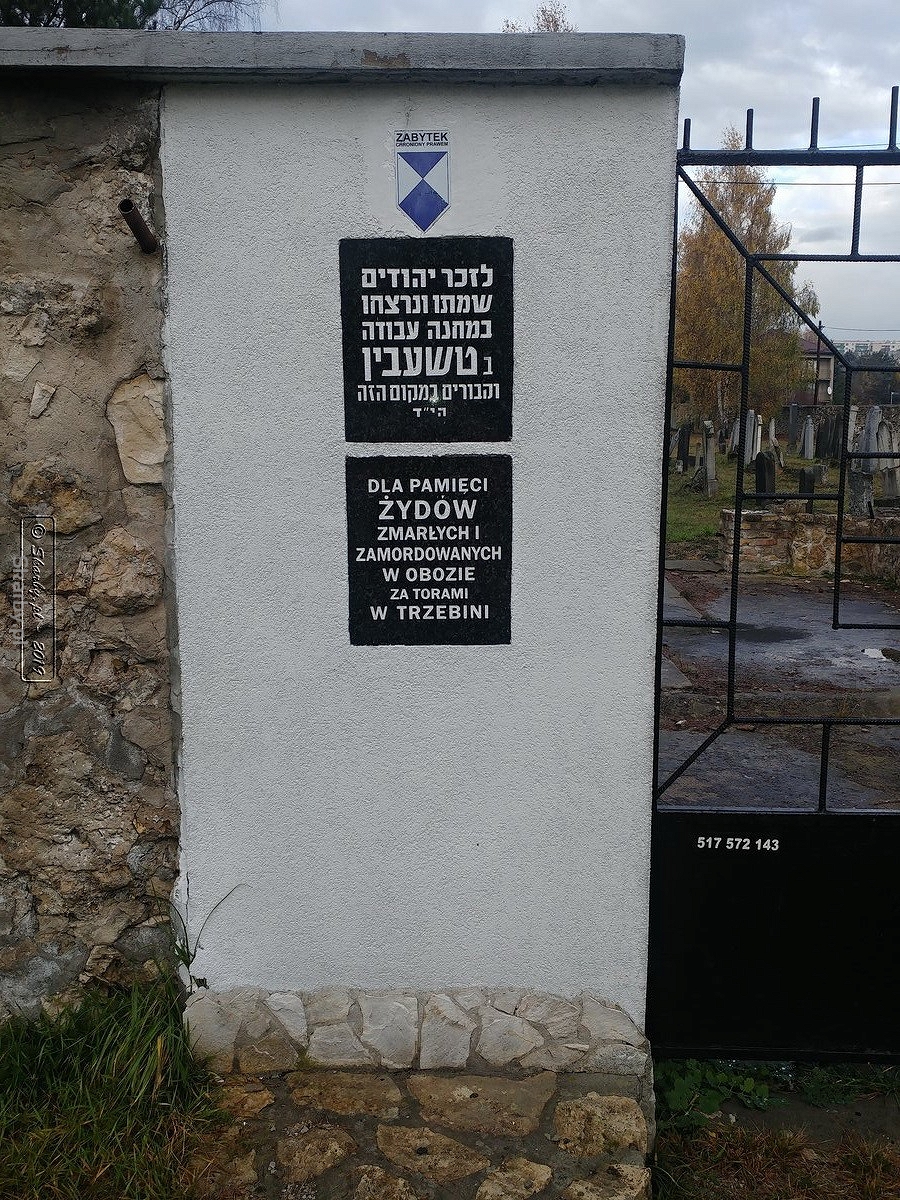 ZABYTEK
CHRONIONY PRAWEM
לזכר יהודים
שמתו ונרצחו
במחנה עבודה
ב טשעבין
וקבורים במקום הזה
הי״ד
DLA PAMIĘCI
ŻYDÓW
ZMARŁYCH I
ZAMORDOWANYCH
W OBOZIE
ZA TORAMI
W TRZEBINI
517 572 143